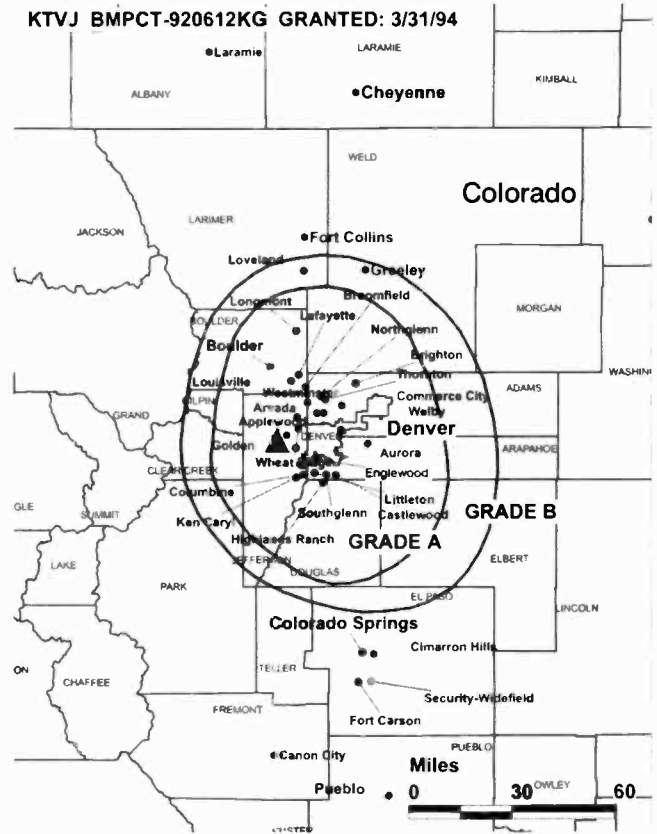 KTVJ BMPCT-920612KG GRANTED: 3/31/94
Laramie
LARAMIE
KIMBALL
ALBANY
Cheyenne
WELD
Colorado
LARIMER
JACKSON
Fort Collins
Loveland
Greeley
Longmont
Broomfield
MORGAN
Lafayette
BOULDER
Northglenn
Boulder
Brighton
Thornton
WASHIN
Louisville
Westminster
ADAMS
ILPIN
Commerce City
Arvada
Welby
GRAND
Applewood
Denver
DENVER
Golden
Aurora
ARAPAHOE
Wheat
CLEAR CREEK
Englewood
Columbine
Littleton
GLE
SUMMIT
Southglenn
Castlewood
GRADE B
Ken Caryl
Highlands Ranch
GRADE A
JEFFERSON
ELBERT
LAKE
DOUGLAS
PARK
EL PASO
LINCOLN
Colorado Springs
Cimarron Hills
ON
TELLER
CHAFFEE
Security-Widefield
FREMONT
Fort Carson
PUEBLO
Canon City
Miles
Pueblo
OWLEY
0 30 60
CUSTER